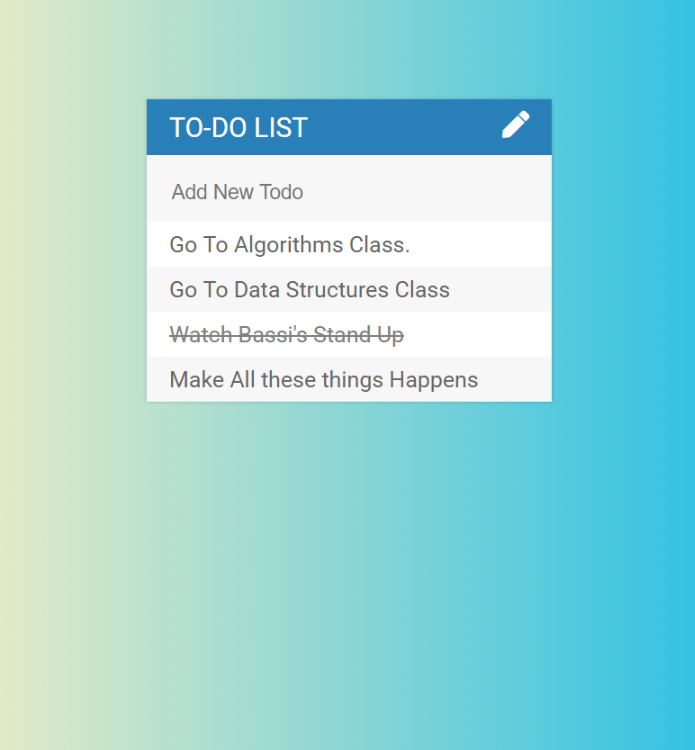 TO-DO LIST
Add New Todo
Go To Algorithms Class.
Go To Data Structures Class
Watch Bassi's Stand Up
Make All these things Happens